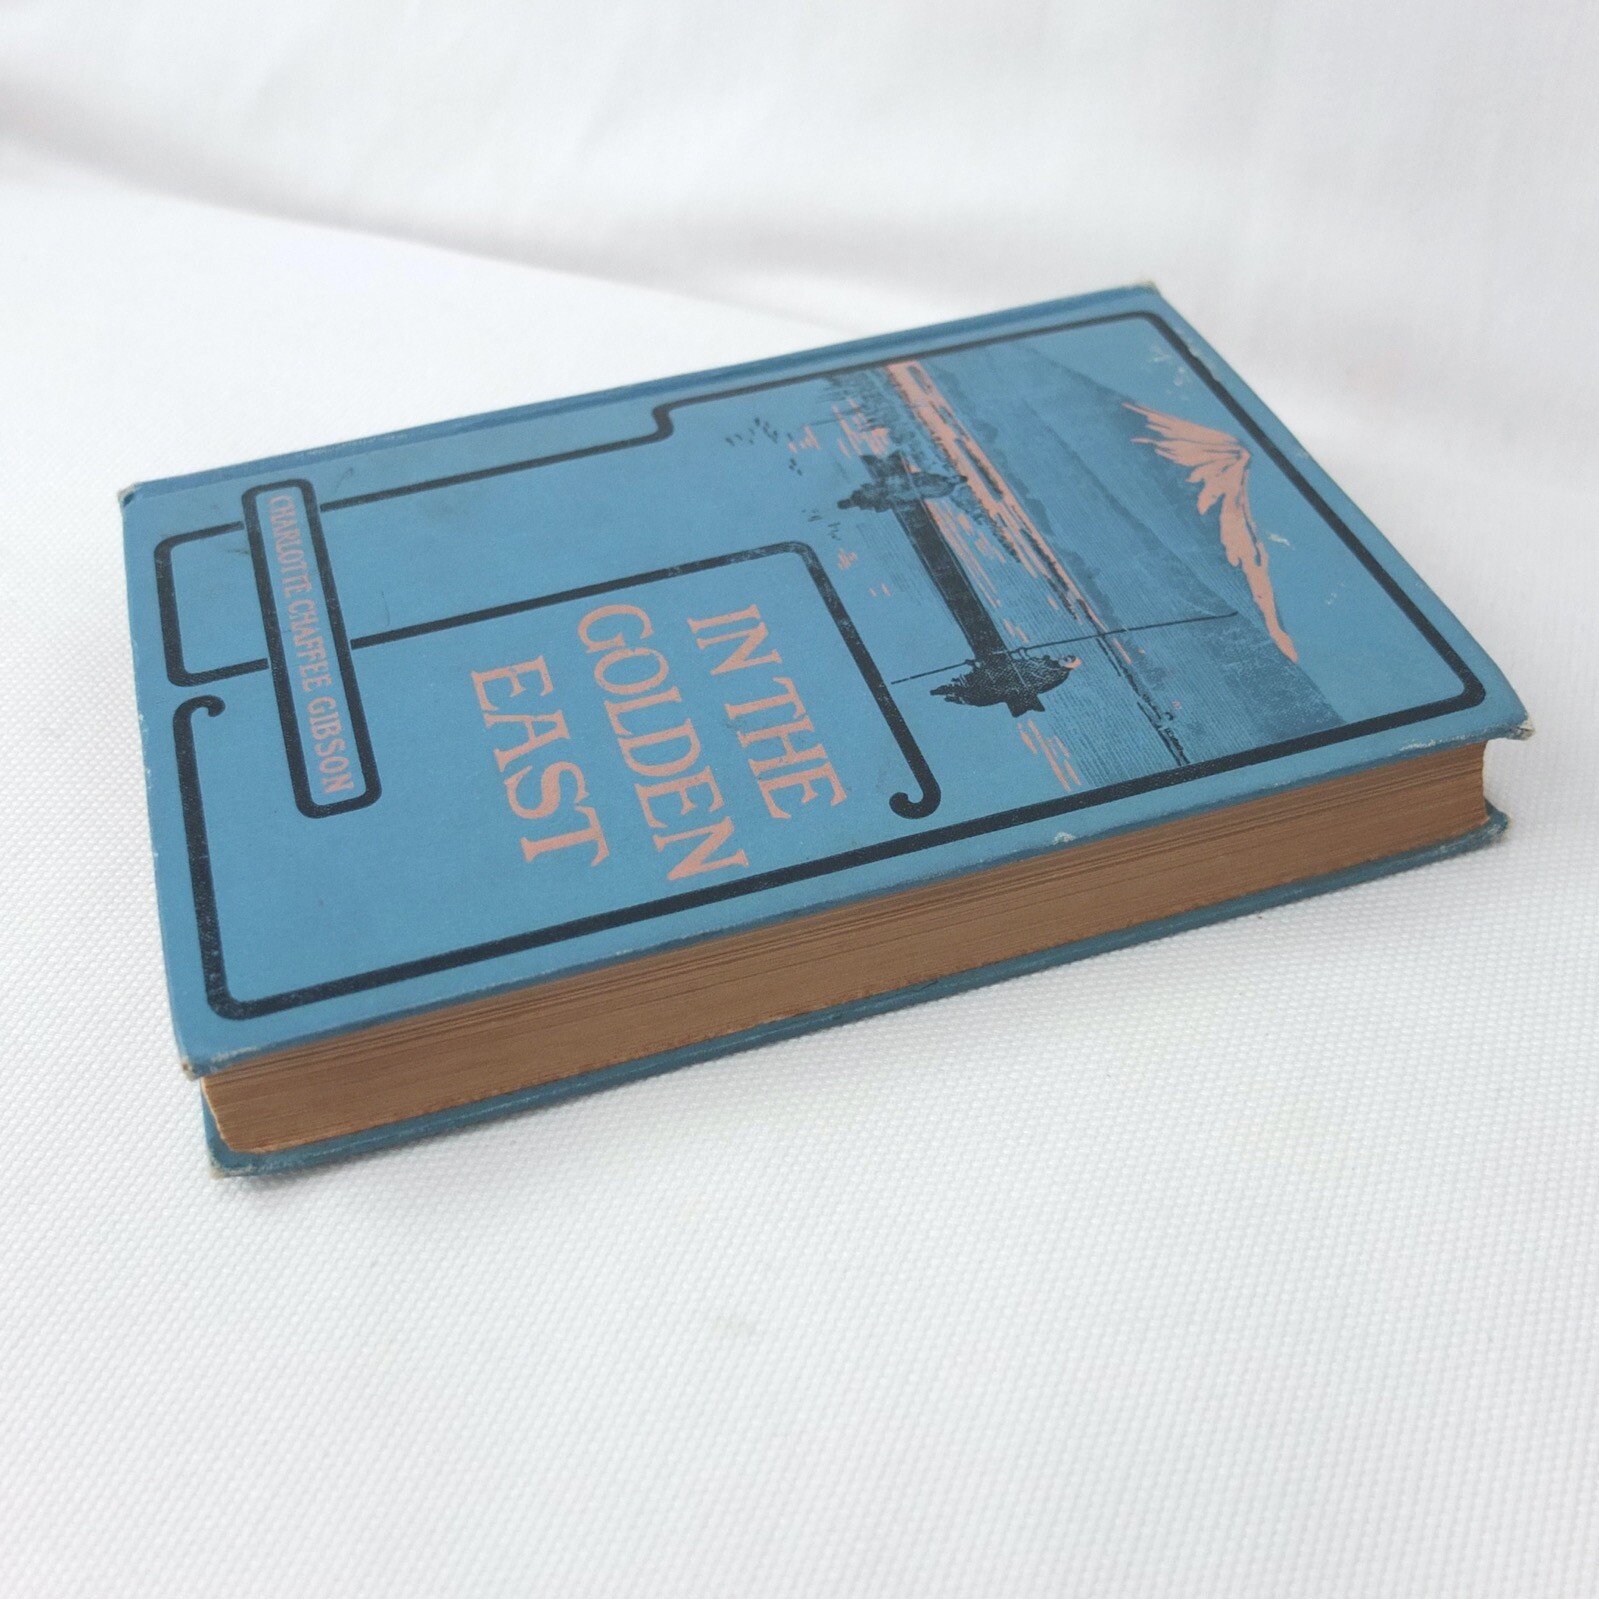 IN THE
GOLDEN
EAST
CHARLOTTE CHAFFEE GIBSON